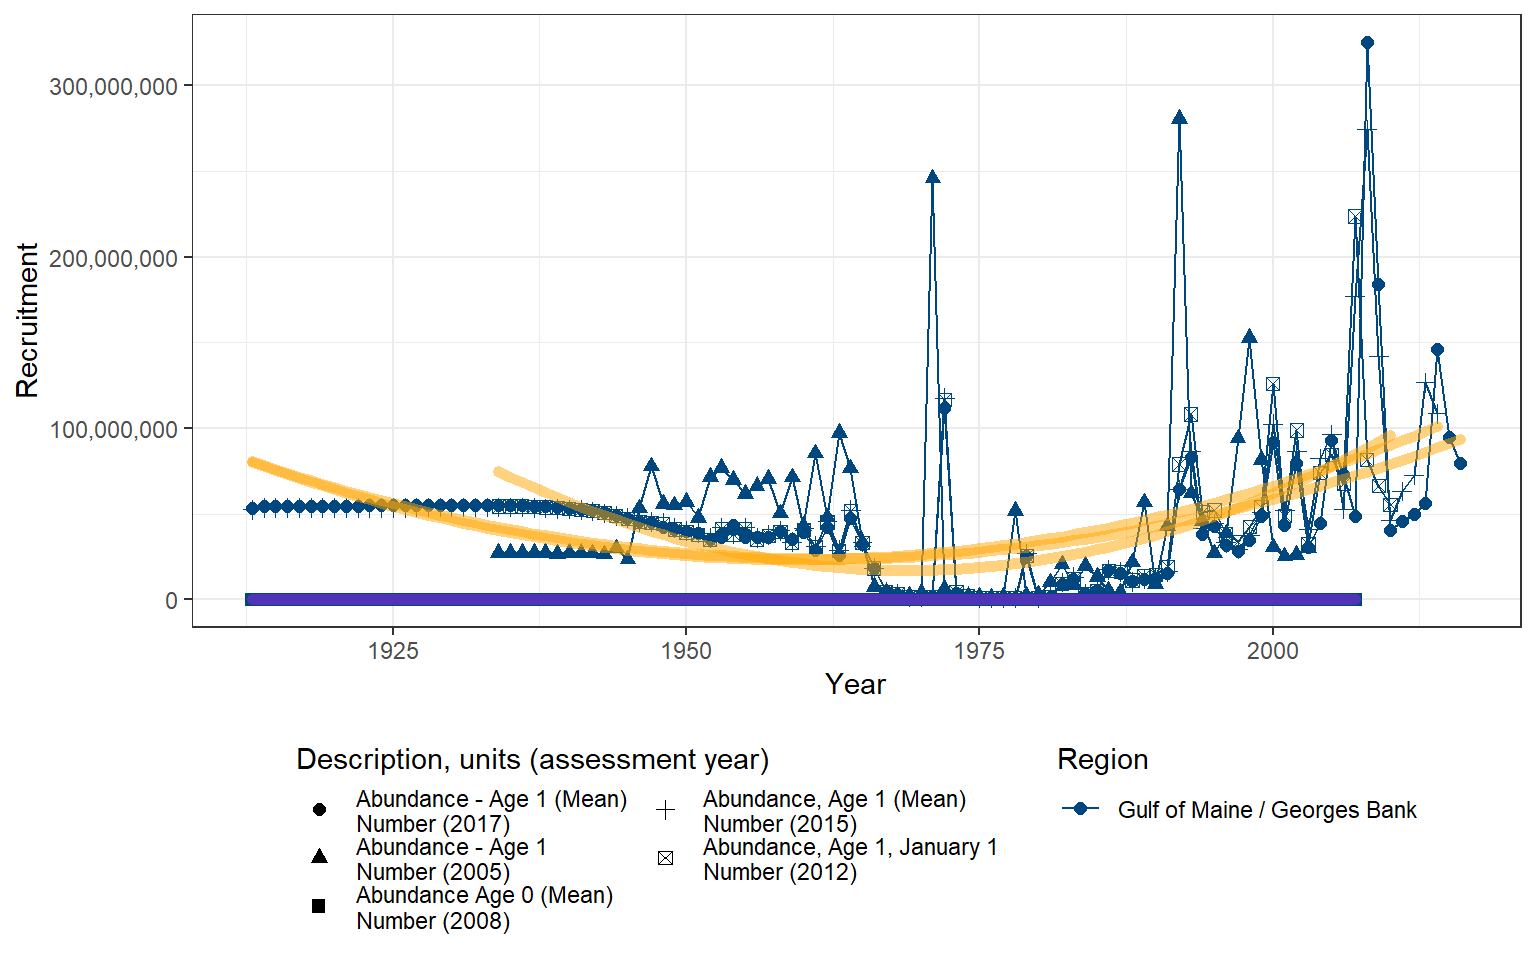 300,000,000
200,000,000
100,000,000
0
Recruitment
1925 1950 1975 2000
Year
Description, units (assessment year)
Abundance - Age 1 (Mean)
Number (2017)
Abundance - Age 1
Number (2005)
Abundance Age 0 (Mean)
Number (2008)
Abundance, Age 1 (Mean)
Number (2015)
Abundance, Age 1, January 1
Number (2012)
Region
Gulf of Maine / Georges Bank